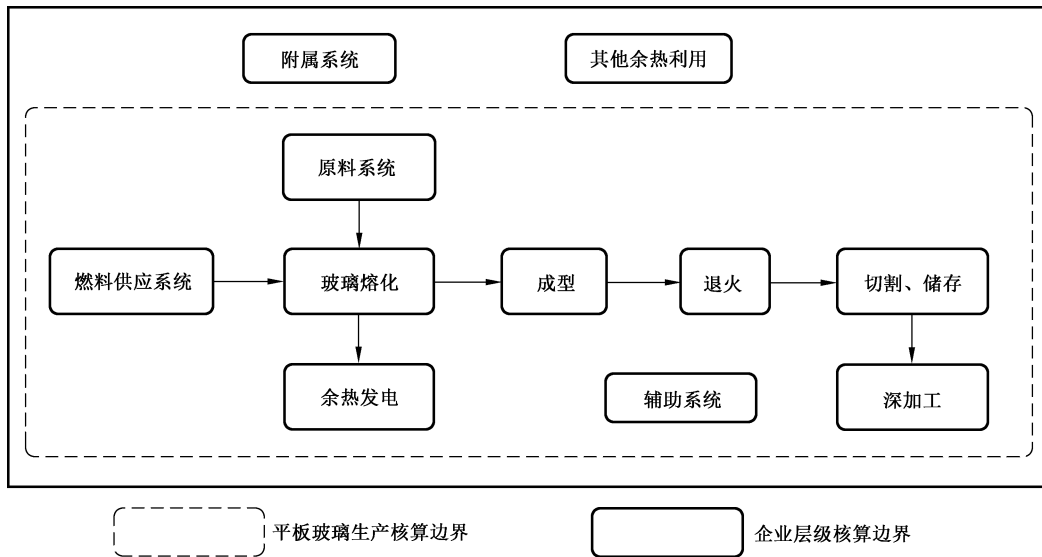 附属系统
其他余热利用
原料系统
燃料供应系统
玻璃熔化
成型
退火
切割、储存
余热发电
辅助系统
深加工
平板玻璃生产核算边界
企业层级核算边界